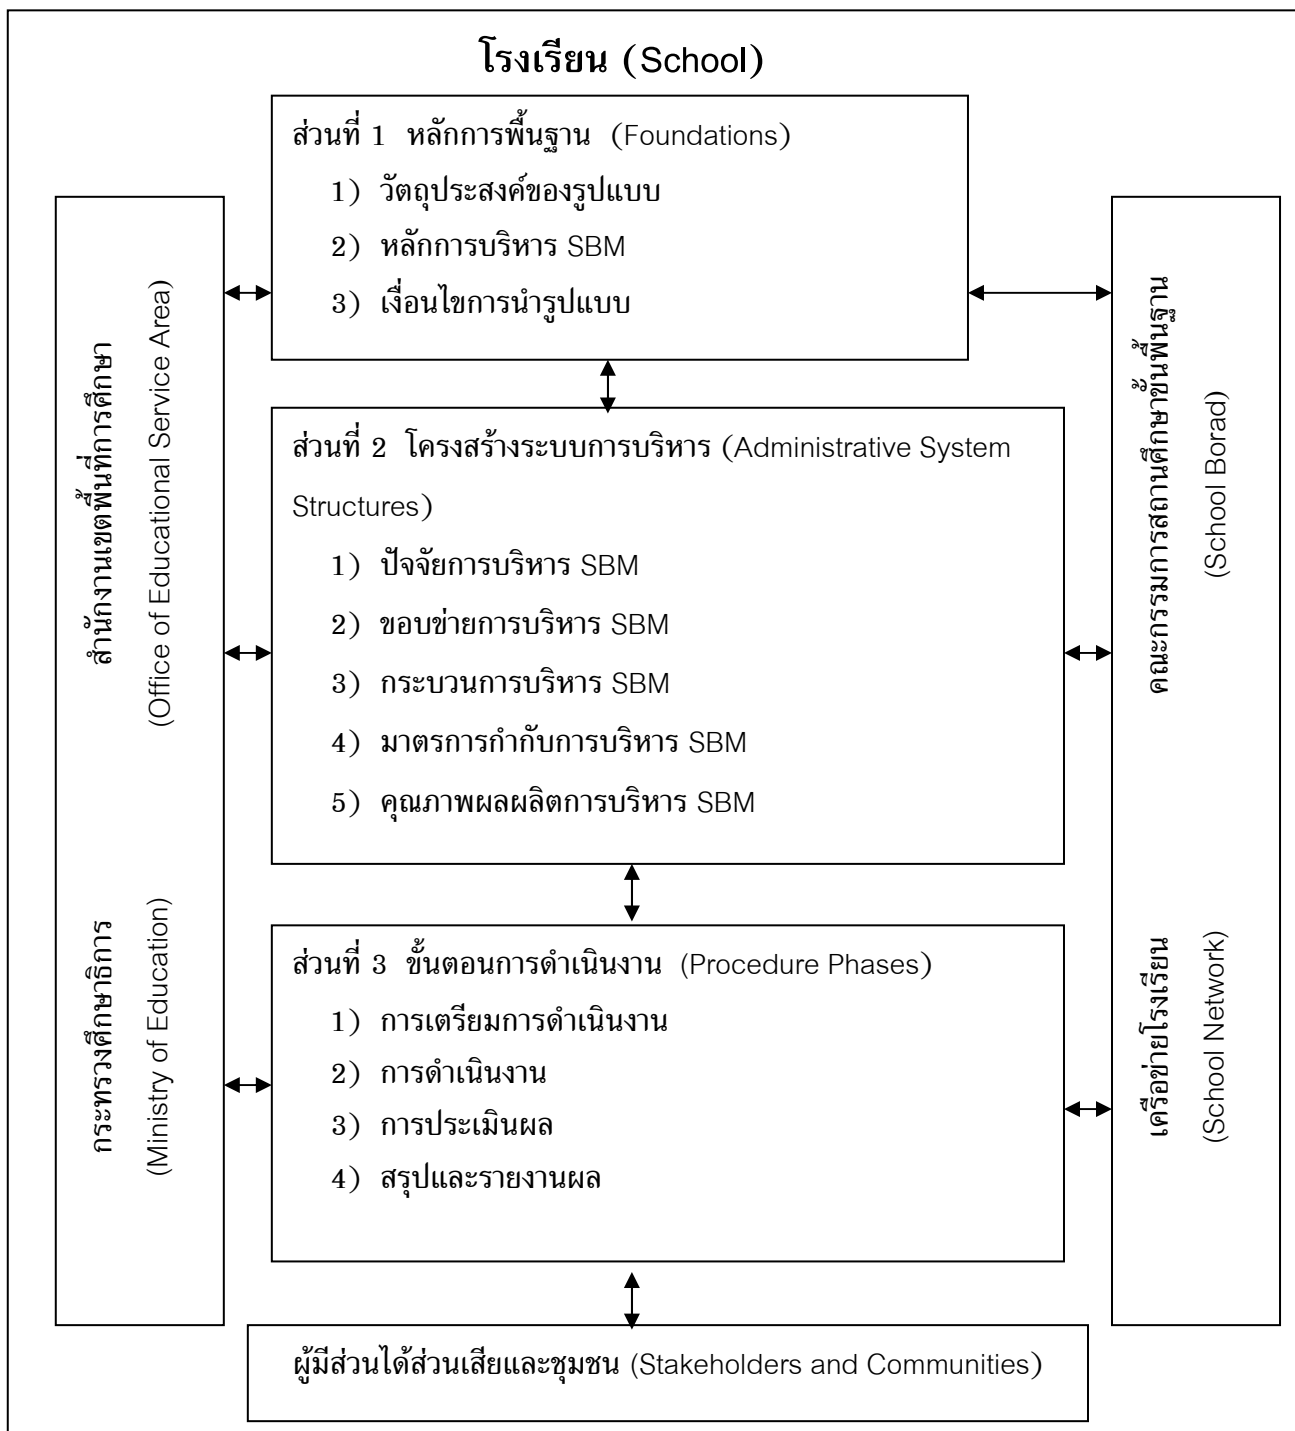 โรงเรียน (School)
ส่วนที่ 1 หลักการพื้นฐาน (Foundations)
1) วัตถุประสงค์ของรูปแบบ
2) หลักการบริหาร SBM
3) เงื่อนไขการนำรูปแบบ
สำนักงานเขตพื้นที่การศึกษา
(Office of Educational Service Area)
กระทรวงศึกษาธิการ
(Ministry of Education)
ส่วนที่ 2 โครงสร้างระบบการบริหาร (Administrative System
Structures)
1) ปัจจัยการบริหาร SBM
2) ขอบข่ายการบริหาร SBM
3) กระบวนการบริหาร SBM
4) มาตรการกำกับการบริหาร SBM
5) คุณภาพผลผลิตการบริหาร SBM
คณะกรรมการสถานศึกษาขั้นพื้นฐาน
(School Borad)
เครือข่ายโรงเรียน
(School Network)
ส่วนที่ 3 ขั้นตอนการดำเนินงาน (Procedure Phases)
1) การเตรียมการดำเนินงาน
2) การดำเนินงาน
3) การประเมินผล
4) สรุปและรายงานผล
ผู้มีส่วนได้ส่วนเสียและชุมชน (Stakeholders and Communities)